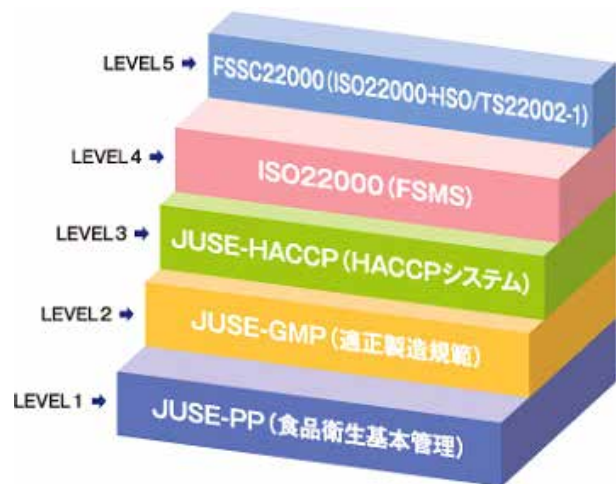 LEVEL 5 → FSSC22000(ISO22000+ISO/TS22002-1)
LEVEL 4 → ISO22000(FSMS)
LEVEL 3 → JUSE-HACCP(HACCPシステム)
LEVEL 2 → JUSE-GMP(適正製造規範)
LEVEL 1 → JUSE-PP(食品衛生基本管理)